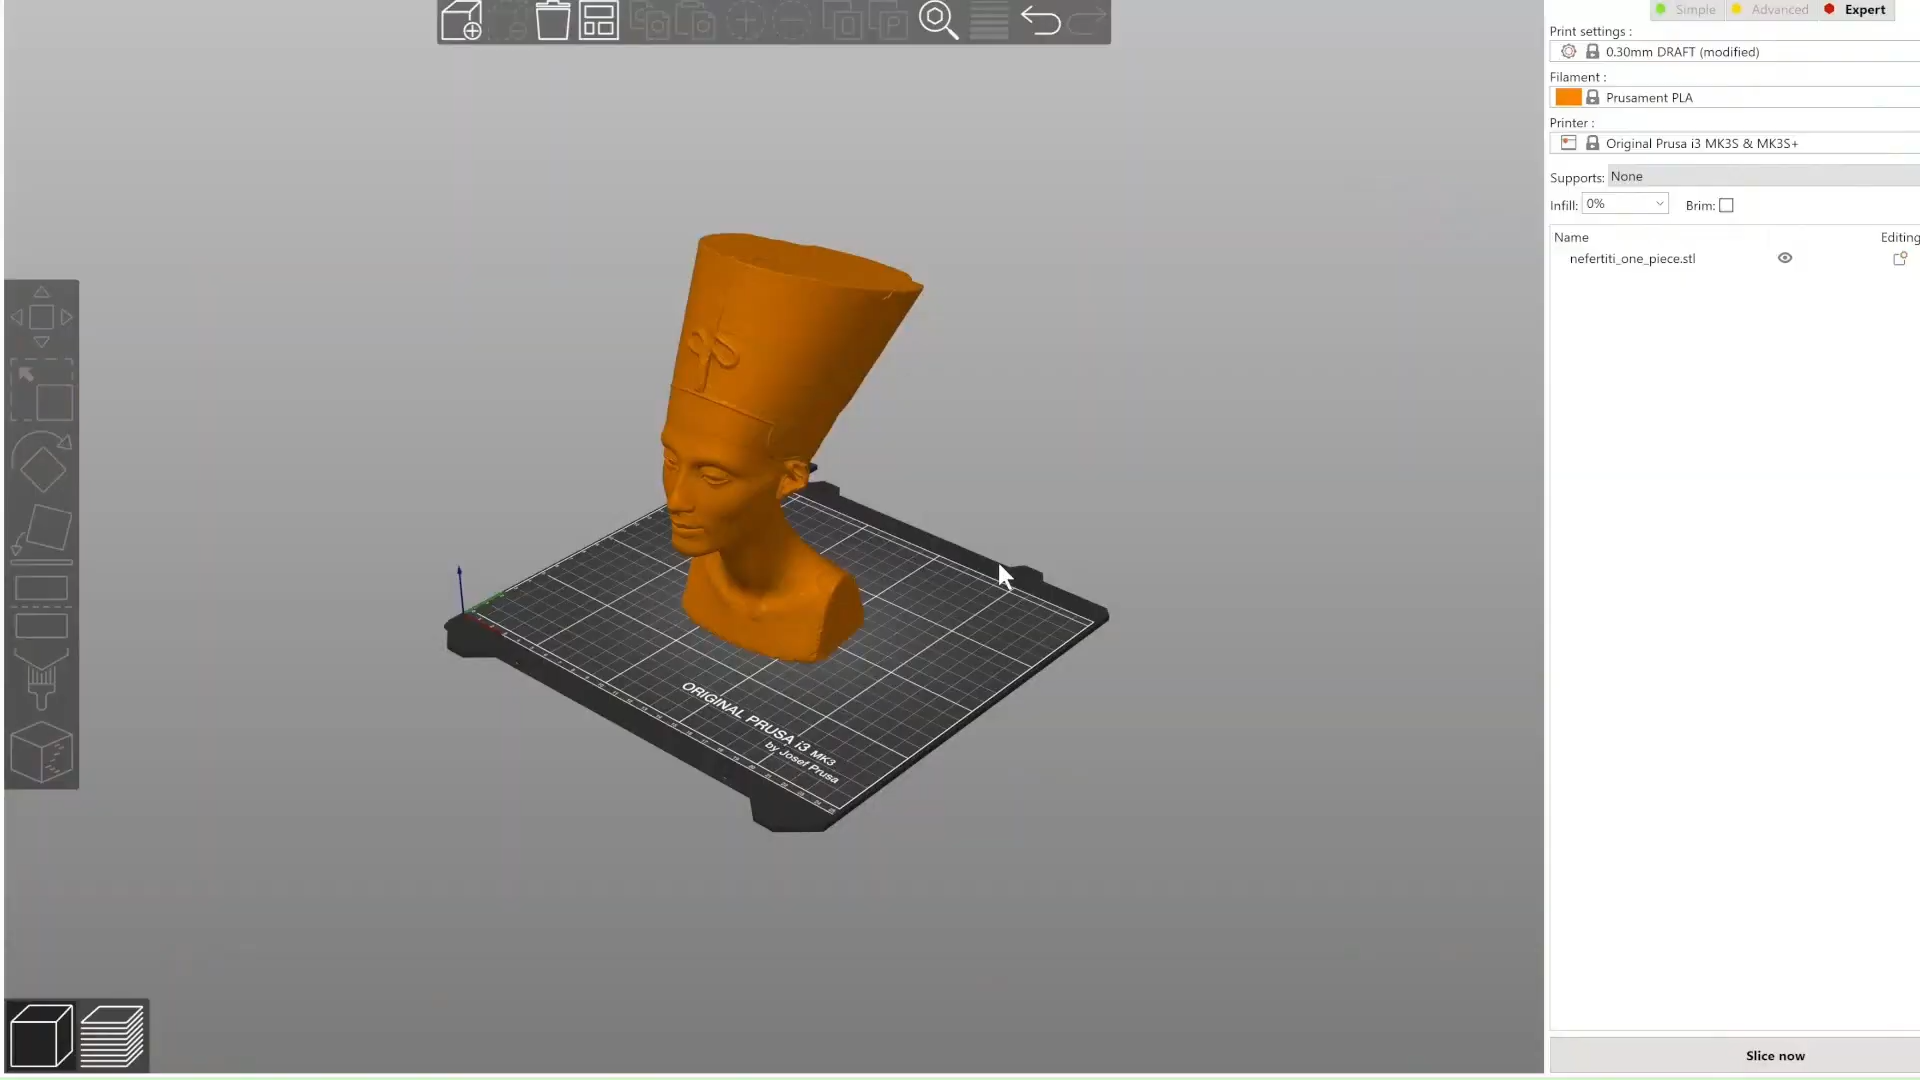 Simple Advanced Expert
Print settings :
0.30mm DRAFT (modified)
Filament :
Prusament PLA
Printer :
Original Prusa i3 MK3S & MK3S+
Supports: None
Infill: 0% Brim:
Name Editing
nefertiti_one_piece.stl
ORIGINAL PRUSA i3 MK3
by Josef Prusa
Slice now